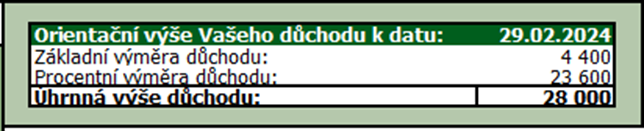 Orientační výše Vašeho důchodu k datu: 29.02.2024
Základní výměra důchodu: 4 400
Procentní výměra důchodu: 23 600
Úhrnná výše důchodu: 28 000